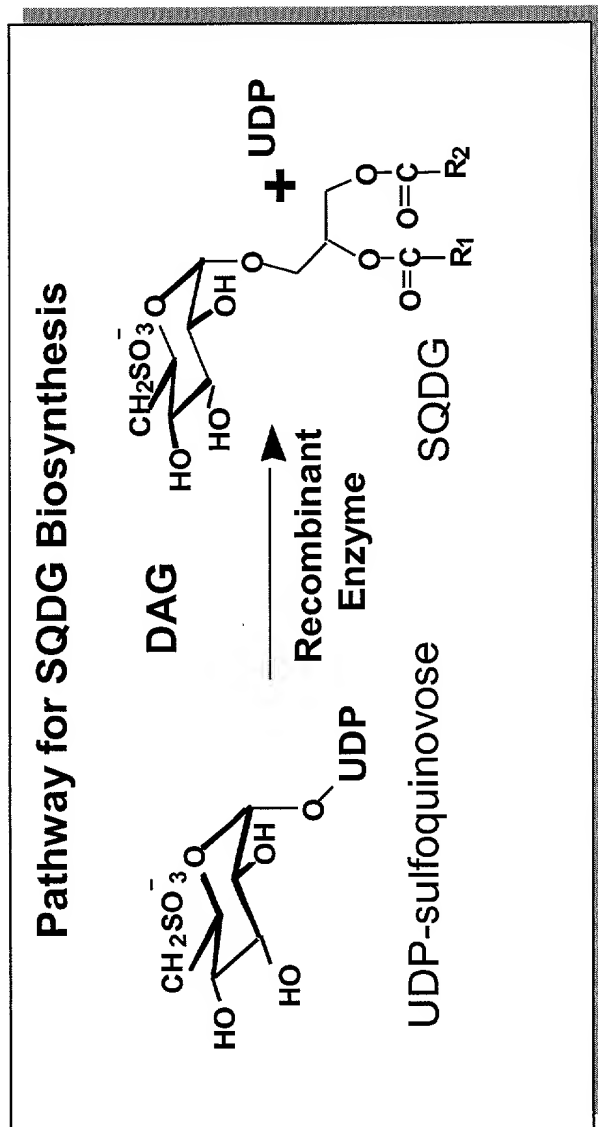 Pathway for SQDG Biosynthesis
CH2SO3−
HO
HO
O
OH
O
UDP
UDP-sulfoquinovose
DAG
Recombinant
Enzyme
CH2SO3−
HO
HO
O
OH
O
O
O=C
R1
O
O=C
R2
SQDG
+
UDP